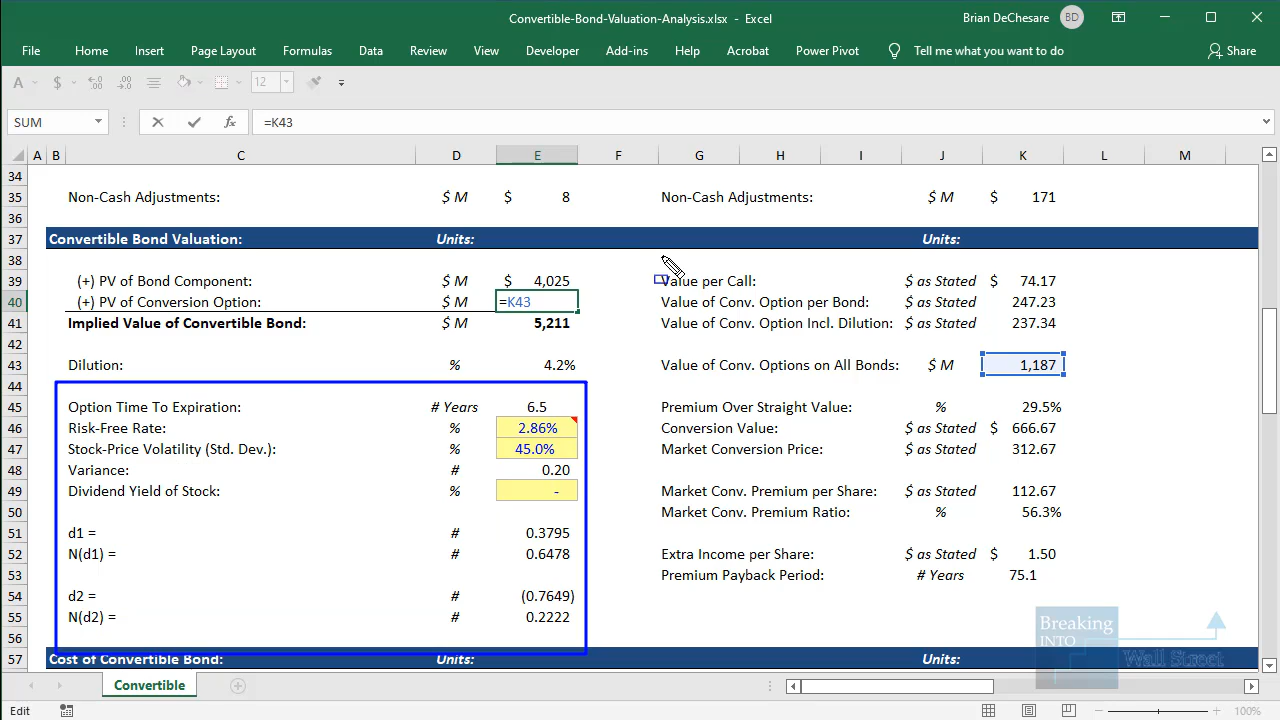 Convertible-Bond-Valuation-Analysis.xlsx - Excel Brian DeChesare BD
File Home Insert Page Layout Formulas Data Review View Developer Add-ins Help Acrobat Power Pivot Tell me what you want to do Share
A $ .00 12
SUM fx =K43
A B C D E F G H I J K L M
34
35 Non-Cash Adjustments: $ M $ 8 Non-Cash Adjustments: $ M $ 171
36
37 Convertible Bond Valuation: Units: Units:
38
39 (+) PV of Bond Component: $ M $ 4,025 Value per Call: $ as Stated $ 74.17
40 (+) PV of Conversion Option: $ M =K43 Value of Conv. Option per Bond: $ as Stated 247.23
41 Implied Value of Convertible Bond: $ M 5,211 Value of Conv. Option Incl. Dilution: $ as Stated 237.34
42
43 Dilution: % 4.2% Value of Conv. Options on All Bonds: $ M 1,187
44
45 Option Time To Expiration: # Years 6.5 Premium Over Straight Value: % 29.5%
46 Risk-Free Rate: % 2.86% Conversion Value: $ as Stated $ 666.67
47 Stock-Price Volatility (Std. Dev.): % 45.0% Market Conversion Price: $ as Stated 312.67
48 Variance: # 0.20
49 Dividend Yield of Stock: % - Market Conv. Premium per Share: $ as Stated 112.67
50 Market Conv. Premium Ratio: % 56.3%
51 d1 = # 0.3795
52 N(d1) = # 0.6478 Extra Income per Share: $ as Stated $ 1.50
53 Premium Payback Period: # Years 75.1
54 d2 = # (0.7649)
55 N(d2) = # 0.2222
56
57 Cost of Convertible Bond: Units: Units:
Breaking
INTO
Wall Street
Convertible
Edit 100%